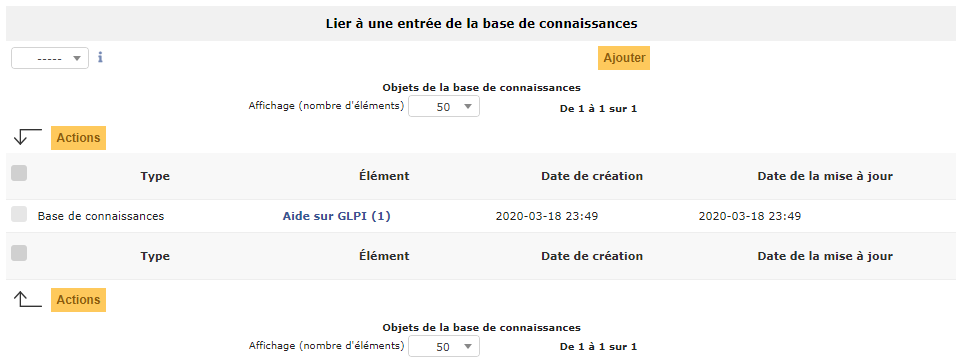 Lier à une entrée de la base de connaissances
----- Ajouter
Objets de la base de connaissances
Affichage (nombre d'éléments) 50 De 1 à 1 sur 1
Actions
Type Élément Date de création Date de la mise à jour
Base de connaissances Aide sur GLPI (1) 2020-03-18 23:49 2020-03-18 23:49
Type Élément Date de création Date de la mise à jour
Actions
Objets de la base de connaissances
Affichage (nombre d'éléments) 50 De 1 à 1 sur 1